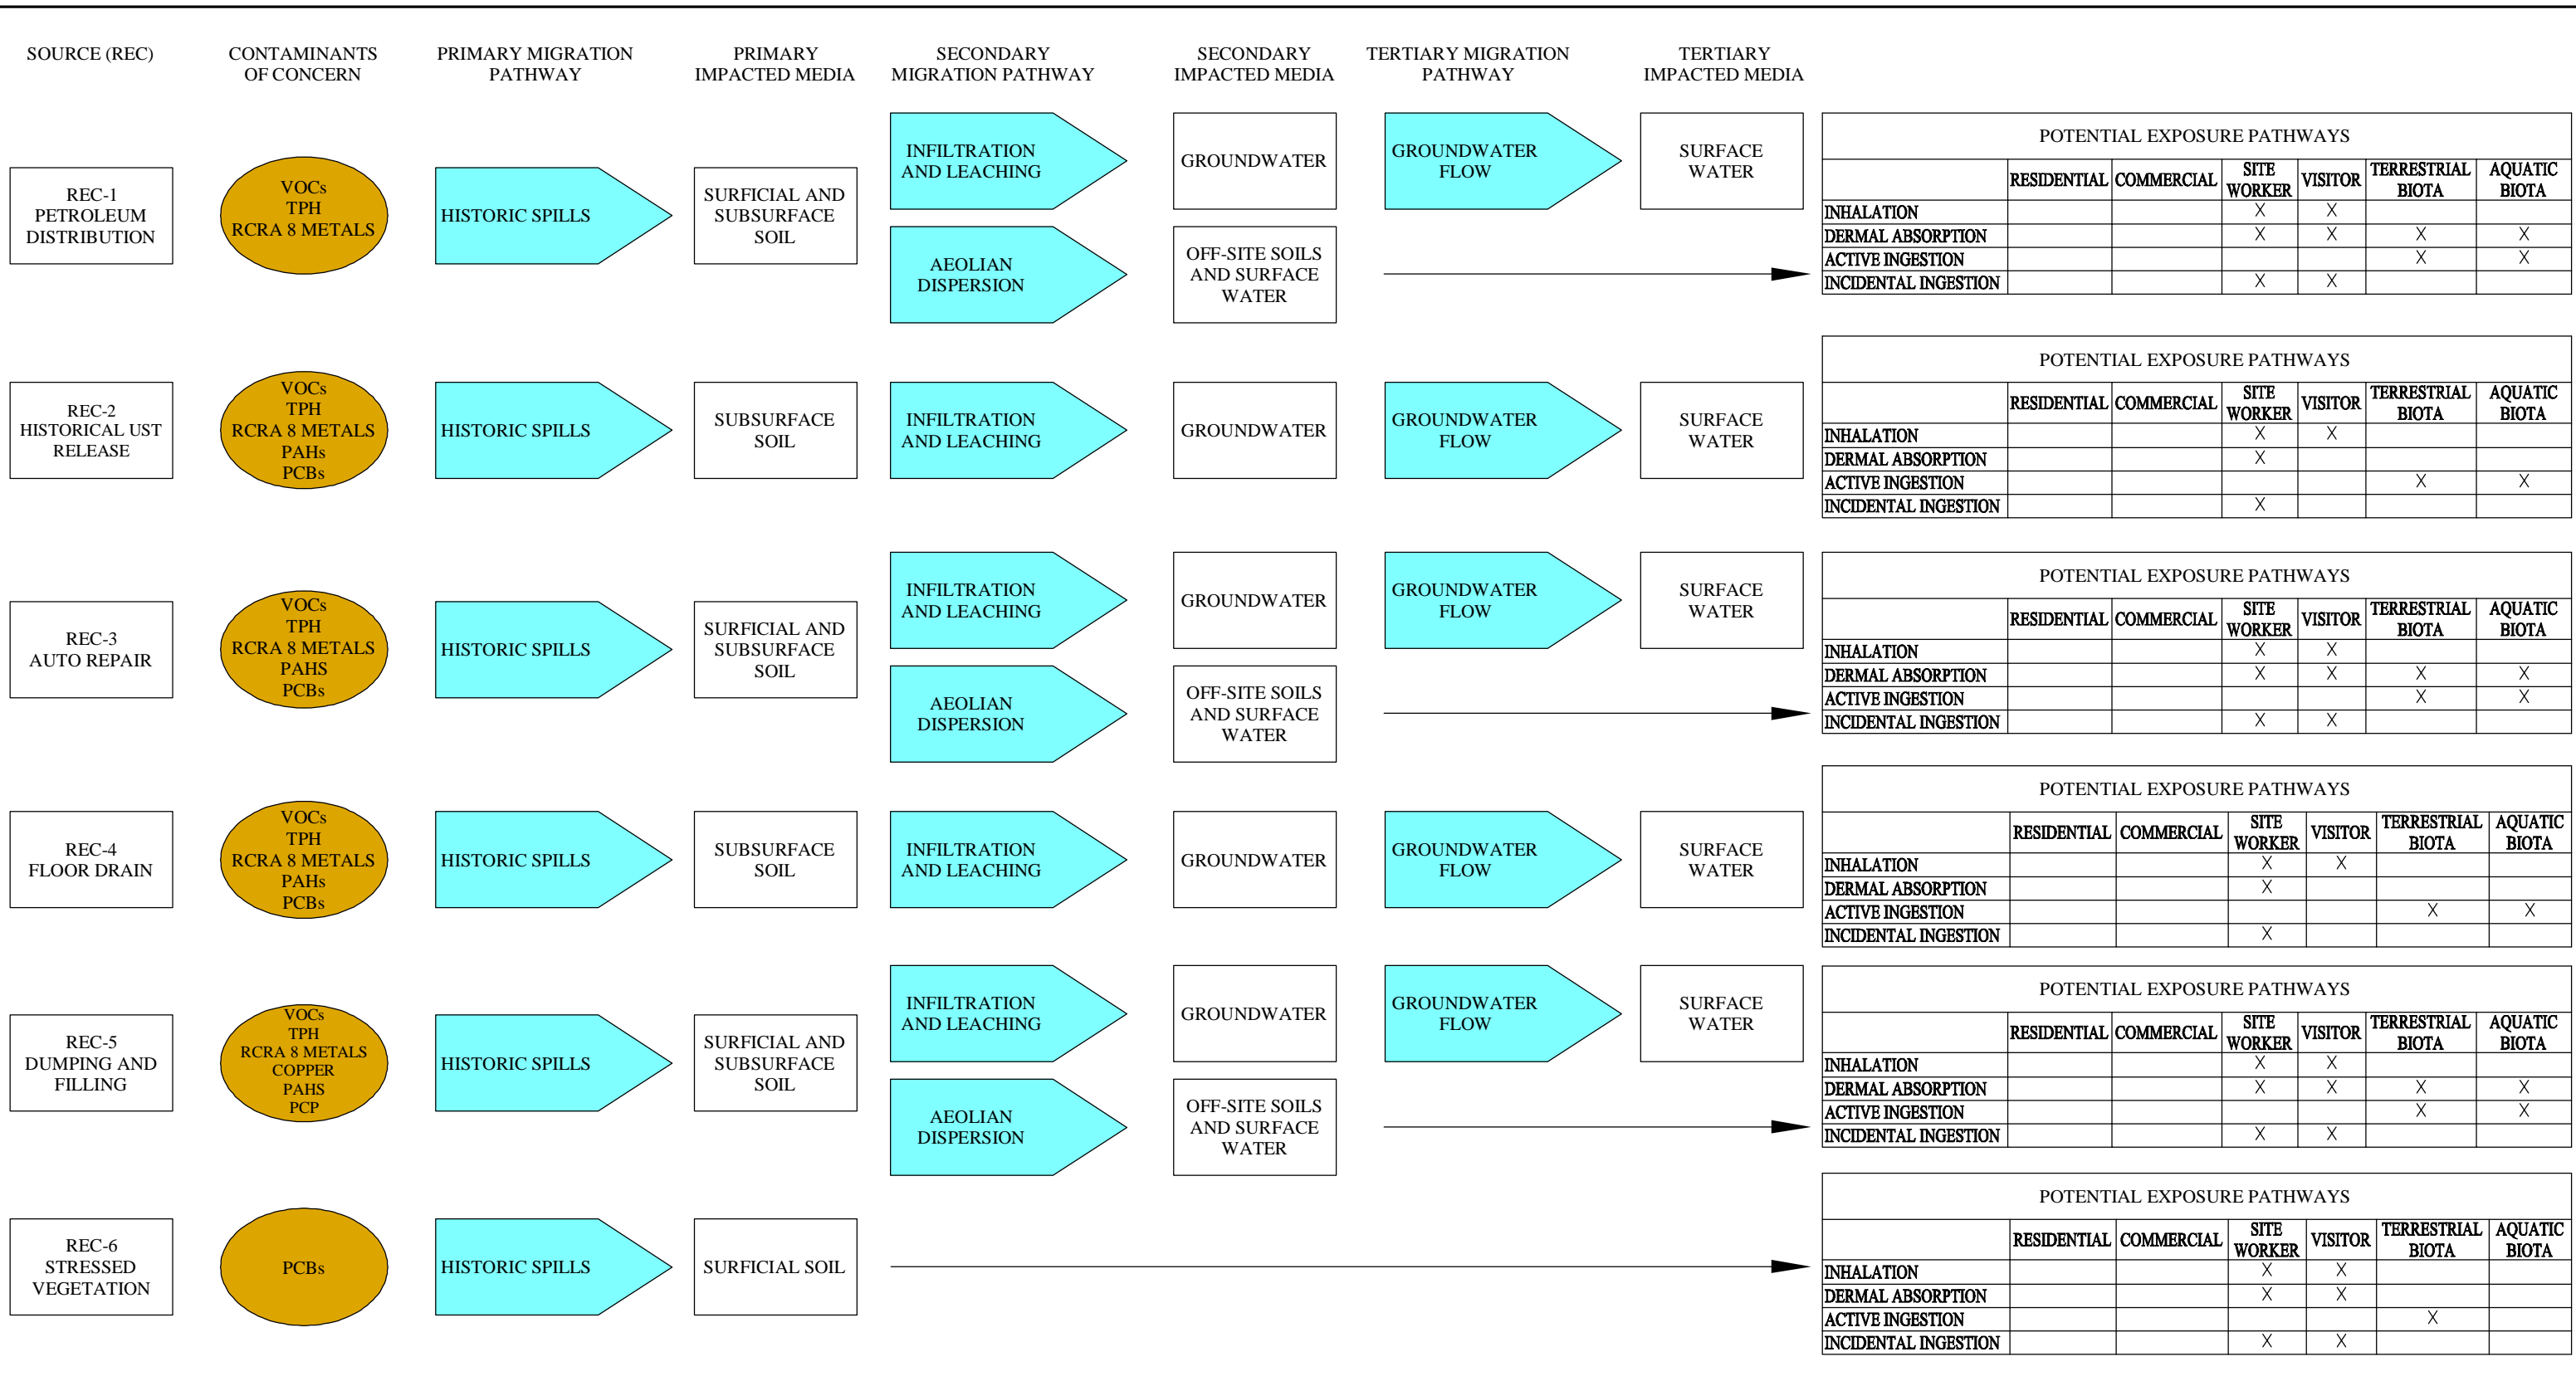 SOURCE (REC)
CONTAMINANTS
OF CONCERN
PRIMARY MIGRATION
PATHWAY
PRIMARY
IMPACTED MEDIA
SECONDARY
MIGRATION PATHWAY
SECONDARY
IMPACTED MEDIA
TERTIARY MIGRATION
PATHWAY
TERTIARY
IMPACTED MEDIA
REC-1
PETROLEUM
DISTRIBUTION
VOCs
TPH
RCRA 8 METALS
HISTORIC SPILLS
SURFICIAL AND
SUBSURFACE
SOIL
INFILTRATION
AND LEACHING
GROUNDWATER
GROUNDWATER
FLOW
SURFACE
WATER
AEOLIAN
DISPERSION
OFF-SITE SOILS
AND SURFACE
WATER
POTENTIAL EXPOSURE PATHWAYS
RESIDENTIAL COMMERCIAL SITE WORKER VISITOR TERRESTRIAL BIOTA AQUATIC BIOTA
INHALATION X X
DERMAL ABSORPTION X X X X
ACTIVE INGESTION X X
INCIDENTAL INGESTION X X
REC-2
HISTORICAL UST
RELEASE
VOCs
TPH
RCRA 8 METALS
PAHs
PCBs
HISTORIC SPILLS
SUBSURFACE
SOIL
INFILTRATION
AND LEACHING
GROUNDWATER
GROUNDWATER
FLOW
SURFACE
WATER
POTENTIAL EXPOSURE PATHWAYS
RESIDENTIAL COMMERCIAL SITE WORKER VISITOR TERRESTRIAL BIOTA AQUATIC BIOTA
INHALATION X X
DERMAL ABSORPTION X
ACTIVE INGESTION X X
INCIDENTAL INGESTION X
REC-3
AUTO REPAIR
VOCs
TPH
RCRA 8 METALS
PAHS
PCBs
HISTORIC SPILLS
SURFICIAL AND
SUBSURFACE
SOIL
INFILTRATION
AND LEACHING
GROUNDWATER
GROUNDWATER
FLOW
SURFACE
WATER
AEOLIAN
DISPERSION
OFF-SITE SOILS
AND SURFACE
WATER
POTENTIAL EXPOSURE PATHWAYS
RESIDENTIAL COMMERCIAL SITE WORKER VISITOR TERRESTRIAL BIOTA AQUATIC BIOTA
INHALATION X X
DERMAL ABSORPTION X X X X
ACTIVE INGESTION X X
INCIDENTAL INGESTION X X
REC-4
FLOOR DRAIN
VOCs
TPH
RCRA 8 METALS
PAHs
PCBs
HISTORIC SPILLS
SUBSURFACE
SOIL
INFILTRATION
AND LEACHING
GROUNDWATER
GROUNDWATER
FLOW
SURFACE
WATER
POTENTIAL EXPOSURE PATHWAYS
RESIDENTIAL COMMERCIAL SITE WORKER VISITOR TERRESTRIAL BIOTA AQUATIC BIOTA
INHALATION X X
DERMAL ABSORPTION X
ACTIVE INGESTION X X
INCIDENTAL INGESTION X
REC-5
DUMPING AND
FILLING
VOCs
TPH
RCRA 8 METALS
COPPER
PAHS
PCP
HISTORIC SPILLS
SURFICIAL AND
SUBSURFACE
SOIL
INFILTRATION
AND LEACHING
GROUNDWATER
GROUNDWATER
FLOW
SURFACE
WATER
AEOLIAN
DISPERSION
OFF-SITE SOILS
AND SURFACE
WATER
POTENTIAL EXPOSURE PATHWAYS
RESIDENTIAL COMMERCIAL SITE WORKER VISITOR TERRESTRIAL BIOTA AQUATIC BIOTA
INHALATION X X
DERMAL ABSORPTION X X X X
ACTIVE INGESTION X X
INCIDENTAL INGESTION X X
REC-6
STRESSED
VEGETATION
PCBs
HISTORIC SPILLS
SURFICIAL SOIL
POTENTIAL EXPOSURE PATHWAYS
RESIDENTIAL COMMERCIAL SITE WORKER VISITOR TERRESTRIAL BIOTA AQUATIC BIOTA
INHALATION X X
DERMAL ABSORPTION X X
ACTIVE INGESTION X
INCIDENTAL INGESTION X X